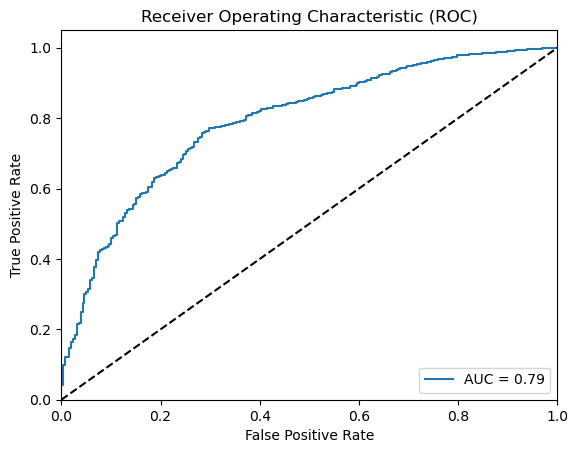 Receiver Operating Characteristic (ROC)
True Positive Rate
1.0
0.8
0.6
0.4
0.2
0.0
AUC = 0.79
0.0 0.2 0.4 0.6 0.8 1.0
False Positive Rate